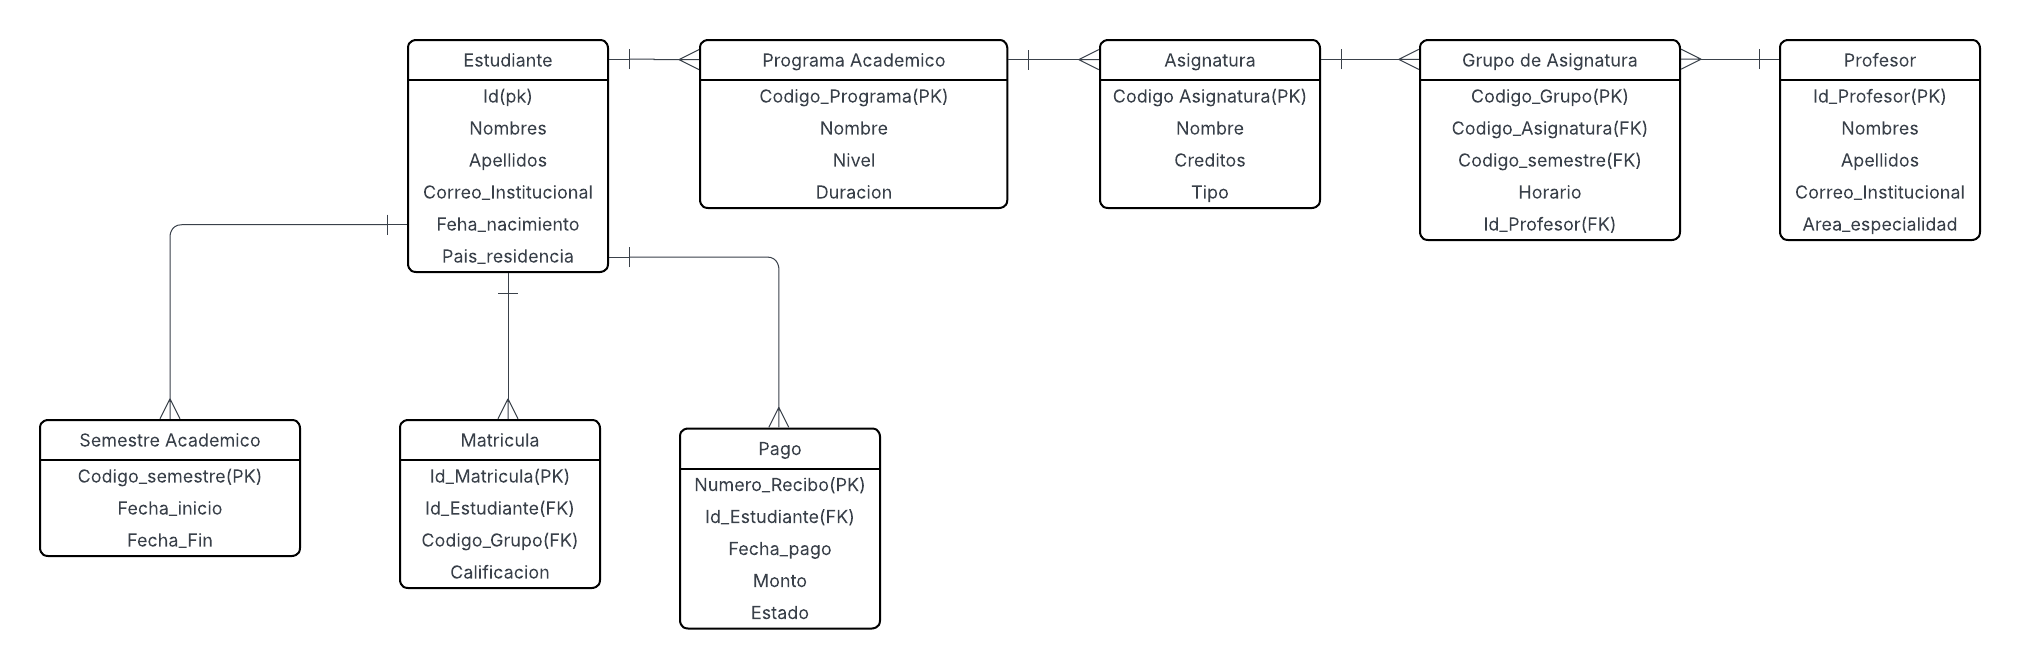 Estudiante
Id(pk)
Nombres
Apellidos
Correo_Institucional
Feha_nacimiento
Pais_residencia
Programa Academico
Codigo_Programa(PK)
Nombre
Nivel
Duracion
Asignatura
Codigo Asignatura(PK)
Nombre
Creditos
Tipo
Grupo de Asignatura
Codigo_Grupo(PK)
Codigo_Asignatura(FK)
Codigo_semestre(FK)
Horario
Id_Profesor(FK)
Profesor
Id_Profesor(PK)
Nombres
Apellidos
Correo_Institucional
Area_especialidad
Semestre Academico
Codigo_semestre(PK)
Fecha_inicio
Fecha_Fin
Matricula
Id_Matricula(PK)
Id_Estudiante(FK)
Codigo_Grupo(FK)
Calificacion
Pago
Numero_Recibo(PK)
Id_Estudiante(FK)
Fecha_pago
Monto
Estado